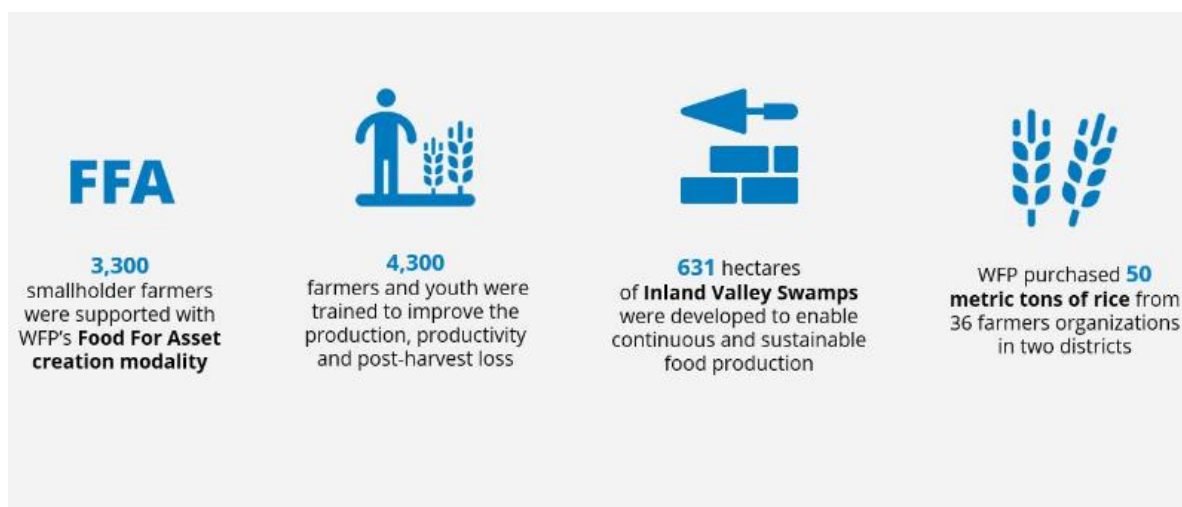 FFA
3,300
smallholder farmers
were supported with
WFP's Food For Asset
creation modality
4,300
farmers and youth were
trained to improve the
production, productivity
and post-harvest loss
631 hectares
of Inland Valley Swamps
were developed to enable
continuous and sustainable
food production
WFP purchased 50
metric tons of rice from
36 farmers organizations
in two districts